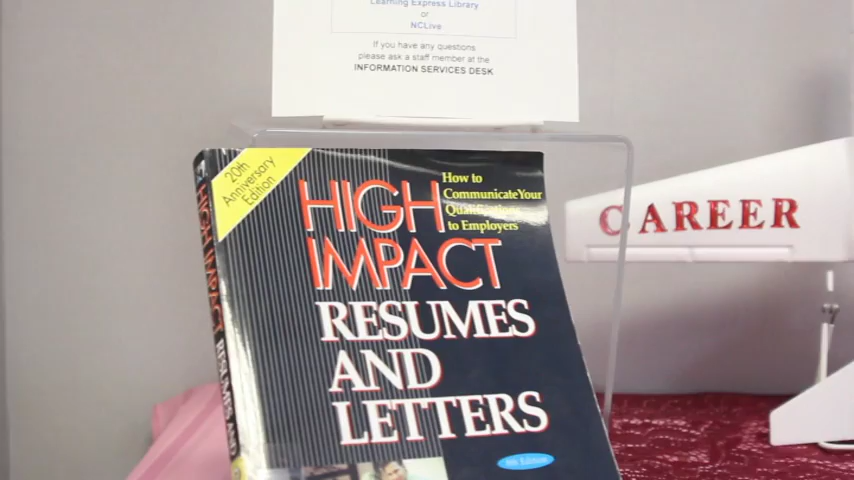 Learning Express Library
or
NCLive
If you have any questions
please ask a staff member at the
INFORMATION SERVICES DESK
20th
Anniversary
Edition
HIGH
IMPACT
RESUMES
AND
LETTERS
How to
Communicate Your
Qualifications
to Employers
CAREER
HIGH IMPACT
RESUMES AND
Edition